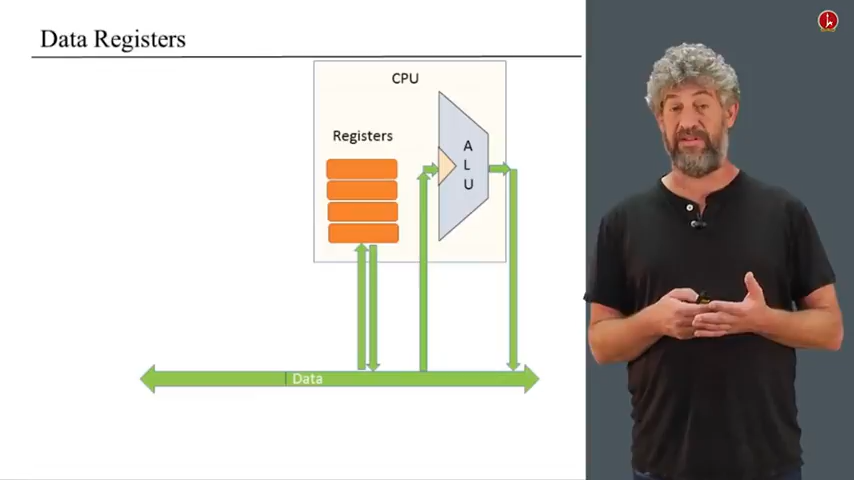 Data Registers
CPU
Registers
A
L
U
Data